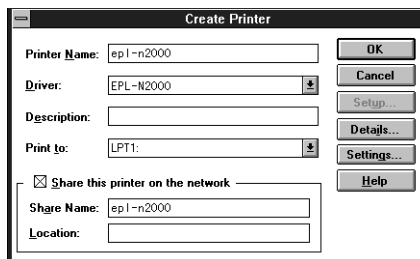 Create Printer
Printer Name: epl-n2000
Driver: EPL-N2000
Description:
Print to: LPT1:
Share this printer on the network
Share Name: epl-n2000
Location:
OK
Cancel
Setup...
Details...
Settings...
Help